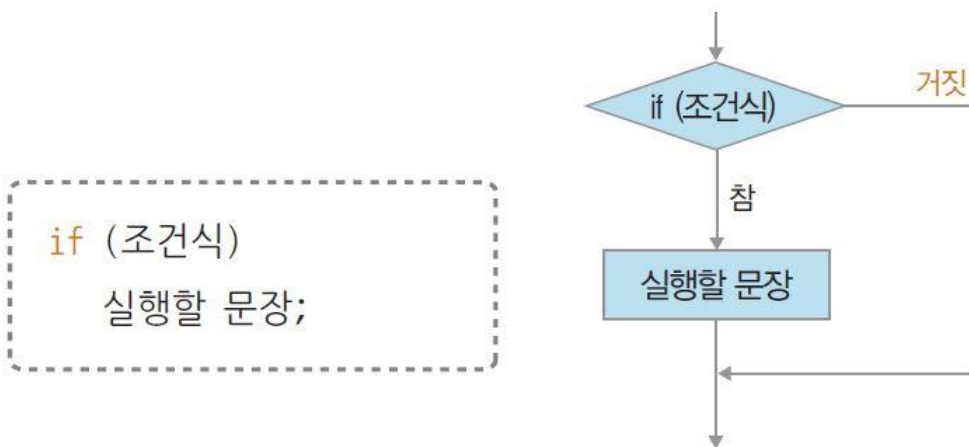 if (조건식)
실행할 문장;
if (조건식)
거짓
참
실행할 문장